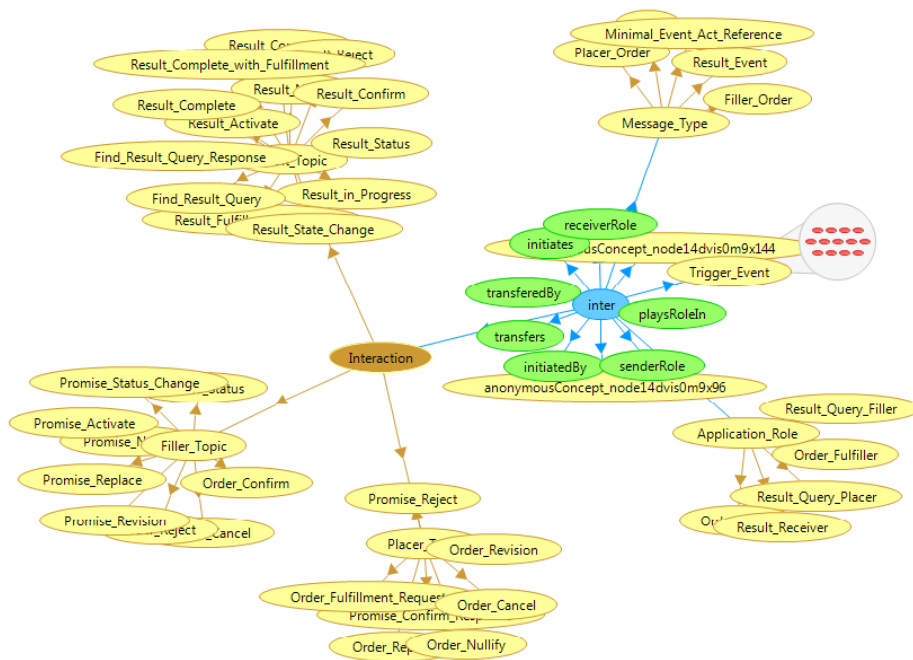 Minimal_Event_Act_Reference
Placer_Order
Result_Event
Filler_Order
Message_Type
Result_Complete_with_Fulfillment
Result_Confirm
Result_Complete
Result_Activate
Result_Status
Find_Result_Query_Response
Find_Result_Query
Result_in_Progress
Result_State_Change
receiverRole
initiates
Trigger_Event
transferedBy
inter
playsRoleIn
transfers
initiatedBy
senderRole
anonymousConcept_node14dvis0m9x96
Interaction
Promise_Status_Change
Promise_Activate
Filler_Topic
Promise_Replace
Order_Confirm
Promise_Revision
Result_Query_Filler
Application_Role
Order_Fulfiller
Result_Query_Placer
Result_Receiver
Promise_Reject
Order_Revision
Order_Fulfillment_Request
Order_Cancel
Order_Nullify